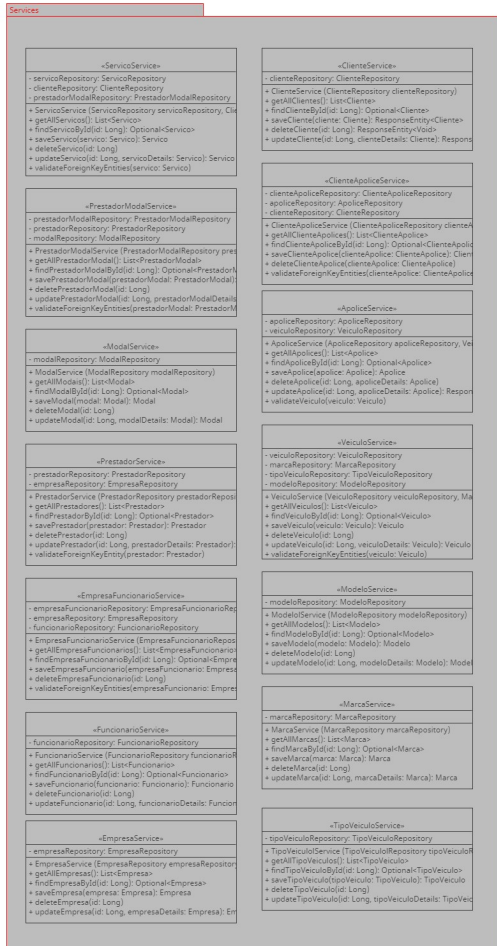 Services
«ServicoService»
- servicoRepository: ServicoRepository
- clienteRepository: ClienteRepository
- prestadorModalRepository: PrestadorModalRepository
+ ServicoService (ServicoRepository servicoRepository, Clie
+ getAllServicos(): List<Servico>
+ findServicoById(id: Long): Optional<Servico>
+ saveServico(servico: Servico): Servico
+ deleteServico(id: Long)
+ updateServico(id: Long, servicoDetails: Servico): Servico
+ validateForeignKeyEntities(servico: Servico)
«PrestadorModalService»
- prestadorModalRepository: PrestadorModalRepository
- prestadorRepository: PrestadorRepository
- modalRepository: ModalRepository
+ PrestadorModalService (PrestadorModalRepository pres
+ getAllPrestadorModal(): List<PrestadorModal>
+ findPrestadorModalById(id: Long): Optional<PrestadorM
+ savePrestadorModal(prestadorModal: PrestadorModal):
+ deletePrestadorModal(id: Long)
+ updatePrestadorModal(id: Long, prestadorModalDetails
+ validateForeignKeyEntities(prestadorModal: PrestadorM
«ModalService»
- modalRepository: ModalRepository
+ ModalService (ModalRepository modalRepository)
+ getAllModais(): List<Modal>
+ findModalById(id: Long): Optional<Modal>
+ saveModal(modal: Modal): Modal
+ deleteModal(id: Long)
+ updateModal(id: Long, modalDetails: Modal): Modal
«PrestadorService»
- prestadorRepository: PrestadorRepository
- empresaRepository: EmpresaRepository
+ PrestadorService (PrestadorRepository prestadorReposi
+ getAllPrestadores(): List<Prestador>
+ findPrestadorById(id: Long): Optional<Prestador>
+ savePrestador(prestador: Prestador): Prestador
+ deletePrestador(id: Long)
+ updatePrestador(id: Long, prestadorDetails: Prestador):
+ validateForeignKeyEntity(prestador: Prestador)
«EmpresaFuncionarioService»
- empresaFuncionarioRepository: EmpresaFuncionarioRep
- empresaRepository: EmpresaRepository
- funcionarioRepository: FuncionarioRepository
+ EmpresaFuncionarioService (EmpresaFuncionarioRepos
+ getAllEmpresaFuncionarios(): List<EmpresaFuncionario>
+ findEmpresaFuncionarioById(id: Long): Optional<Empre
+ saveEmpresaFuncionario(empresaFuncionario: Empresa
+ deleteEmpresaFuncionario(id: Long)
+ validateForeignKeyEntities(empresaFuncionario: Empres
«FuncionarioService»
- funcionarioRepository: FuncionarioRepository
+ FuncionarioService (FuncionarioRepository funcionarioR
+ getAllFuncionarios(): List<Funcionario>
+ findFuncionarioById(id: Long): Optional<Funcionario>
+ saveFuncionario(funcionario: Funcionario): Funcionario
+ deleteFuncionario(id: Long)
+ updateFuncionario(id: Long, funcionarioDetails: Funcion
«EmpresaService»
- empresaRepository: EmpresaRepository
+ EmpresaService (EmpresaRepository empresaRepository
+ getAllEmpresas(): List<Empresa>
+ findEmpresaById(id: Long): Optional<Empresa>
+ saveEmpresa(empresa: Empresa): Empresa
+ deleteEmpresa(id: Long)
+ updateEmpresa(id: Long, empresaDetails: Empresa): Em
«ClienteService»
- clienteRepository: ClienteRepository
+ ClienteService (ClienteRepository clienteRepository)
+ getAllClientes(): List<Cliente>
+ findClienteById(id: Long): Optional<Cliente>
+ saveCliente(cliente: Cliente): ResponseEntity<Cliente>
+ deleteCliente(id: Long): ResponseEntity<Void>
+ updateCliente(id: Long, clienteDetails: Cliente): Respons
«ClienteApoliceService»
- clienteApoliceRepository: ClienteApoliceRepository
- apoliceRepository: ApoliceRepository
- clienteRepository: ClienteRepository
+ ClienteApoliceService (ClienteApoliceRepository clienteA
+ getAllClienteApolices(): List<ClienteApolice>
+ findClienteApoliceById(id: Long): Optional<ClienteApolic
+ saveClienteApolice(clienteApolice: ClienteApolice): Client
+ deleteClienteApolice(clienteApolice: ClienteApolice)
+ validateForeignKeyEntities(clienteApolice: ClienteApolice
«ApoliceService»
- apoliceRepository: ApoliceRepository
- veiculoRepository: VeiculoRepository
+ ApoliceService (ApoliceRepository apoliceRepository, Vei
+ getAllApolices(): List<Apolice>
+ findApoliceById(id: Long): Optional<Apolice>
+ saveApolice(apolice: Apolice): Apolice
+ deleteApolice(id: Long, apoliceDetails: Apolice)
+ updateApolice(id: Long, apoliceDetails: Apolice): Respon
+ validateVeiculo(veiculo: Veiculo)
«VeiculoService»
- veiculoRepository: VeiculoRepository
- marcaRepository: MarcaRepository
- tipoVeiculoRepository: TipoVeiculoRepository
- modeloRepository: ModeloRepository
+ VeiculoService (VeiculoRepository veiculoRepository, Ma
+ getAllVeiculos(): List<Veiculo>
+ findVeiculoById(id: Long): Optional<Veiculo>
+ saveVeiculo(veiculo: Veiculo): Veiculo
+ deleteVeiculo(id: Long)
+ updateVeiculo(id: Long, veiculoDetails: Veiculo): Veiculo
+ validateForeignKeyEntities(veiculo: Veiculo)
«ModeloService»
- modeloRepository: ModeloRepository
+ ModelolService (ModeloRepository modeloRepository)
+ getAllModelos(): List<Modelo>
+ findModeloById(id: Long): Optional<Modelo>
+ saveModelo(modelo: Modelo): Modelo
+ deleteModelo(id: Long)
+ updateModelo(id: Long, modeloDetails: Modelo): Model
«MarcaService»
- marcaRepository: MarcaRepository
+ MarcaService (MarcaRepository marcaRepository)
+ getAllMarcas(): List<Marca>
+ findMarcaById(id: Long): Optional<Marca>
+ saveMarca(marca: Marca): Marca
+ deleteMarca(id: Long)
+ updateMarca(id: Long, marcaDetails: Marca): Marca
«TipoVeiculoService»
- tipoVeiculoRepository: TipoVeiculoRepository
+ TipoVeiculolService (TipoVeiculolRepository tipoVeiculoR
+ getAllTipoVeiculos(): List<TipoVeiculo>
+ findTipoVeiculoById(id: Long): Optional<TipoVeiculo>
+ saveTipoVeiculo(tipoVeiculo: TipoVeiculo): TipoVeiculo
+ deleteTipoVeiculo(id: Long)
+ updateTipoVeiculo(id: Long, tipoVeiculoDetails: TipoVeic